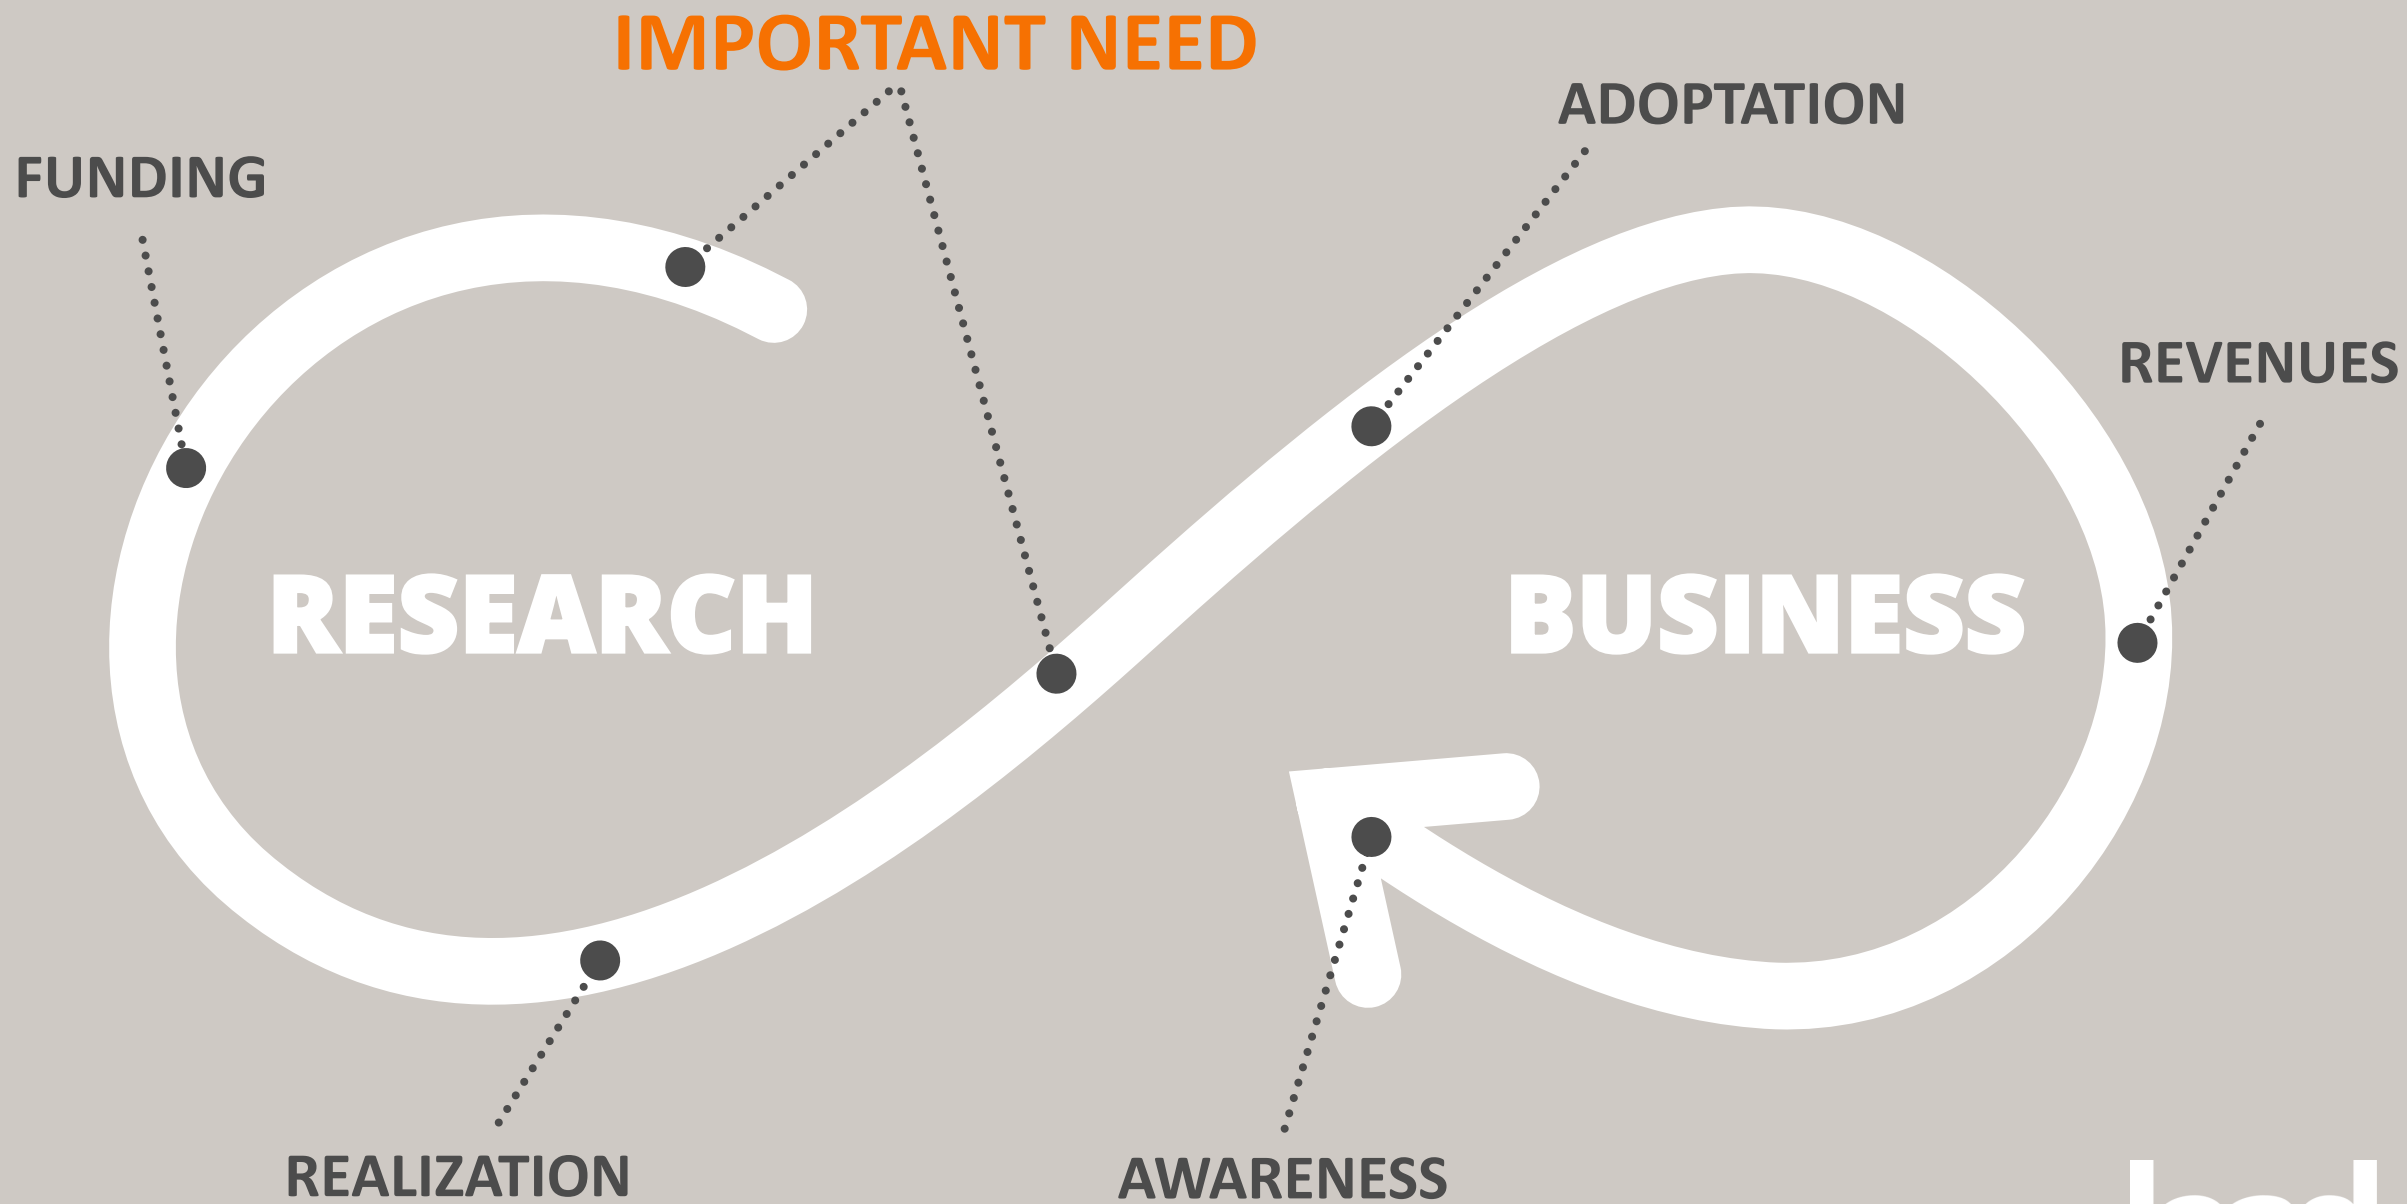 IMPORTANT NEED
ADOPTATION
FUNDING
REVENUES
RESEARCH
BUSINESS
REALIZATION
AWARENESS